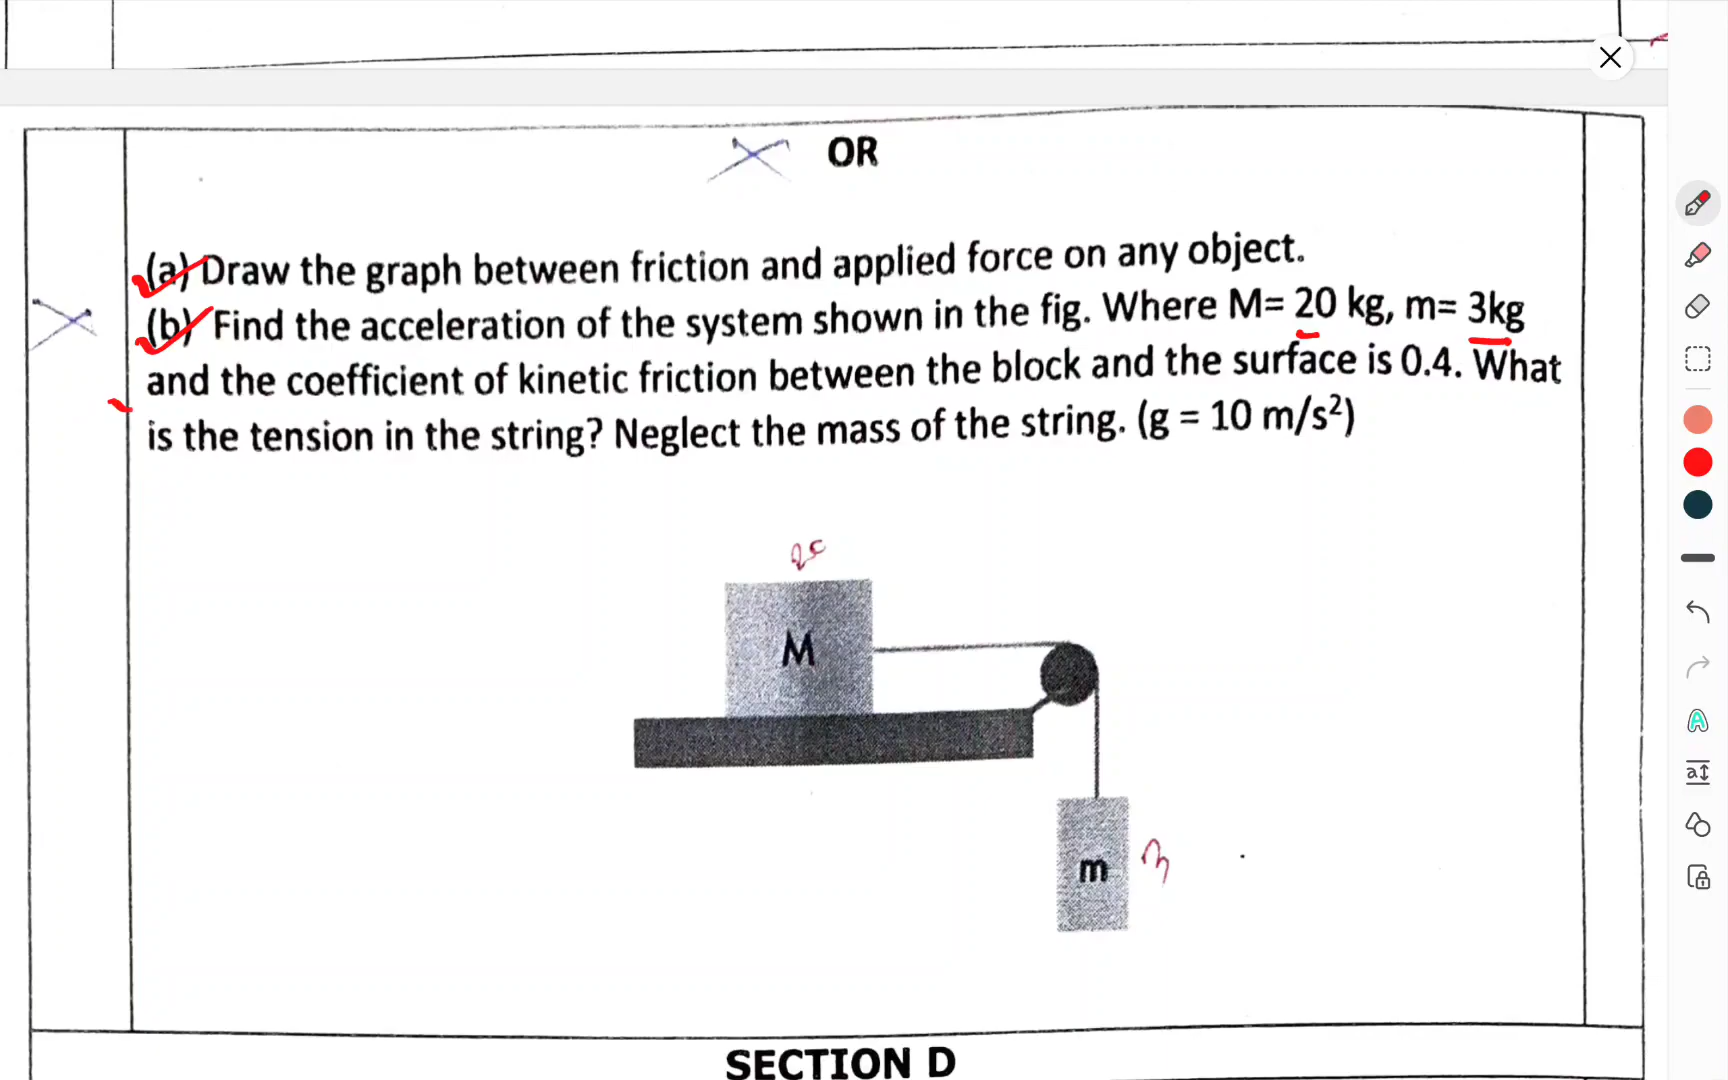 OR
(a) Draw the graph between friction and applied force on any object.
(b) Find the acceleration of the system shown in the fig. Where M= 20 kg, m= 3kg
and the coefficient of kinetic friction between the block and the surface is 0.4. What
is the tension in the string? Neglect the mass of the string. (g = 10 m/s²)
M
m
3
SECTION D